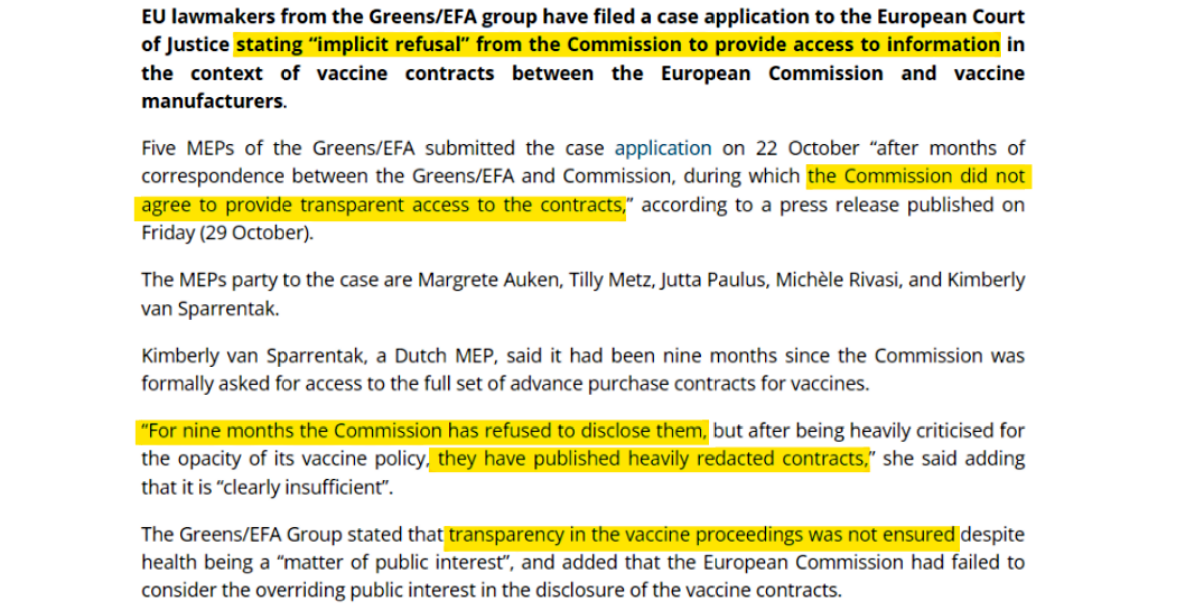 EU lawmakers from the Greens/EFA group have filed a case application to the European Court
of Justice stating “implicit refusal” from the Commission to provide access to information in
the context of vaccine contracts between the European Commission and vaccine
manufacturers.
Five MEPs of the Greens/EFA submitted the case application on 22 October “after months of
correspondence between the Greens/EFA and Commission, during which the Commission did not
agree to provide transparent access to the contracts,” according to a press release published on
Friday (29 October).
The MEPs party to the case are Margrete Auken, Tilly Metz, Jutta Paulus, Michèle Rivasi, and Kimberly
van Sparrentak.
Kimberly van Sparrentak, a Dutch MEP, said it had been nine months since the Commission was
formally asked for access to the full set of advance purchase contracts for vaccines.
“For nine months the Commission has refused to disclose them, but after being heavily criticised for
the opacity of its vaccine policy, they have published heavily redacted contracts,” she said adding
that it is “clearly insufficient”.
The Greens/EFA Group stated that transparency in the vaccine proceedings was not ensured despite
health being a “matter of public interest”, and added that the European Commission had failed to
consider the overriding public interest in the disclosure of the vaccine contracts.